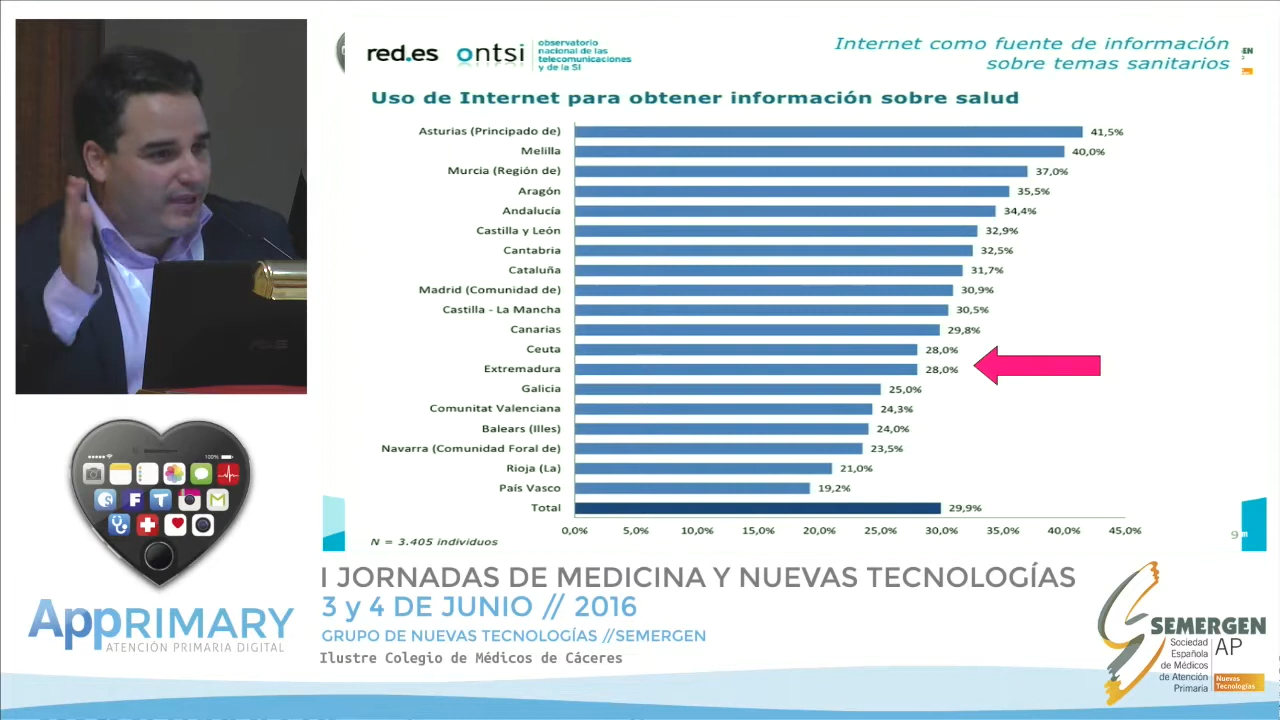 red.es
ontsi
observatorio
nacional de las
telecomunicaciones
y de la SI
Internet como fuente de información
sobre temas sanitarios
Uso de Internet para obtener información sobre salud
Asturias (Principado de) 41,5%
Melilla 40,0%
Murcia (Región de) 37,0%
Aragón 35,5%
Andalucía 34,4%
Castilla y León 32,9%
Cantabria 32,5%
Cataluña 31,7%
Madrid (Comunidad de) 30,9%
Castilla - La Mancha 30,5%
Canarias 29,8%
Ceuta 28,0%
Extremadura 28,0%
Galicia 25,0%
Comunitat Valenciana 24,3%
Balears (Illes) 24,0%
Navarra (Comunidad Foral de) 23,5%
Rioja (La) 21,0%
País Vasco 19,2%
Total 29,9%
0,0% 5,0% 10,0% 15,0% 20,0% 25,0% 30,0% 35,0% 40,0% 45,0%
N = 3.405 individuos
9
100%
AppRIMARY
ATENCIÓN PRIMARIA DIGITAL
I JORNADAS DE MEDICINA Y NUEVAS TECNOLOGÍAS
3 y 4 DE JUNIO // 2016
GRUPO DE NUEVAS TECNOLOGÍAS //SEMERGEN
Ilustre Colegio de Médicos de Cáceres
SEMERGEN
Sociedad
Española
de Médicos
de Atención
Primaria
AP
Nuevas
Tecnologías